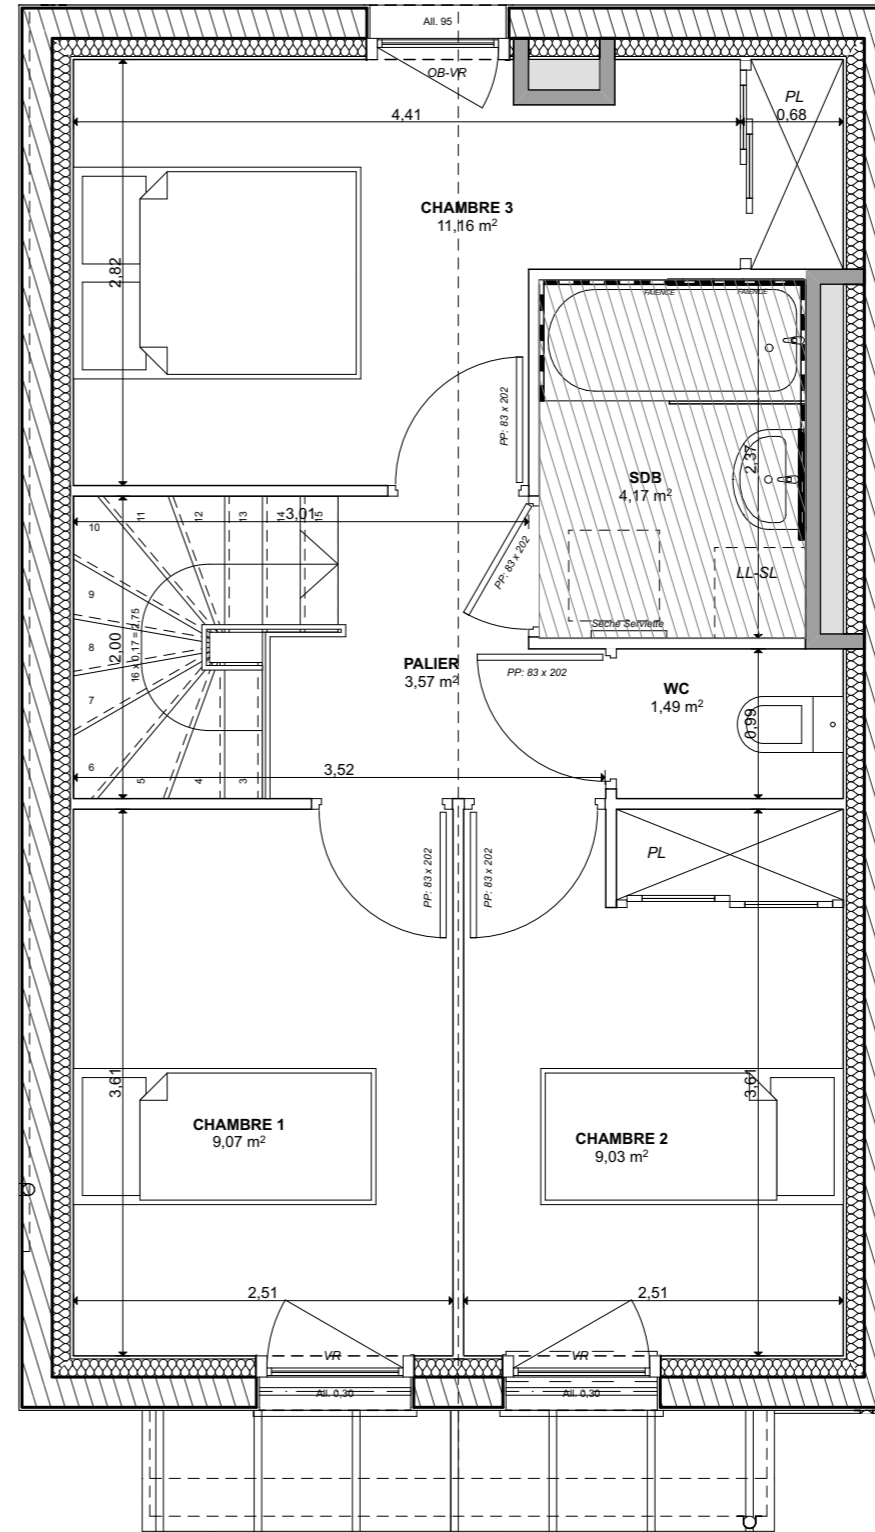 All. 95
OB-VR
4,41
PL
0,68
CHAMBRE 3
11,16 m²
2,82
FAIENCE
FAIENCE
PP: 83 x 202
2,37
SDB
4,17 m²
3,01
10
11
12
13
14
15
PP: 83 x 202
LL-SL
9
8
7
6
5
4
3
16 x 0,17 = 2,75
2,00
Sèche Serviette
PALIER
3,57 m²
PP: 83 x 202
WC
1,49 m²
0,99
3,52
PP: 83 x 202
PP: 83 x 202
PL
3,61
3,61
CHAMBRE 1
9,07 m²
CHAMBRE 2
9,03 m²
2,51
2,51
VR
VR
All. 0,30
All. 0,30